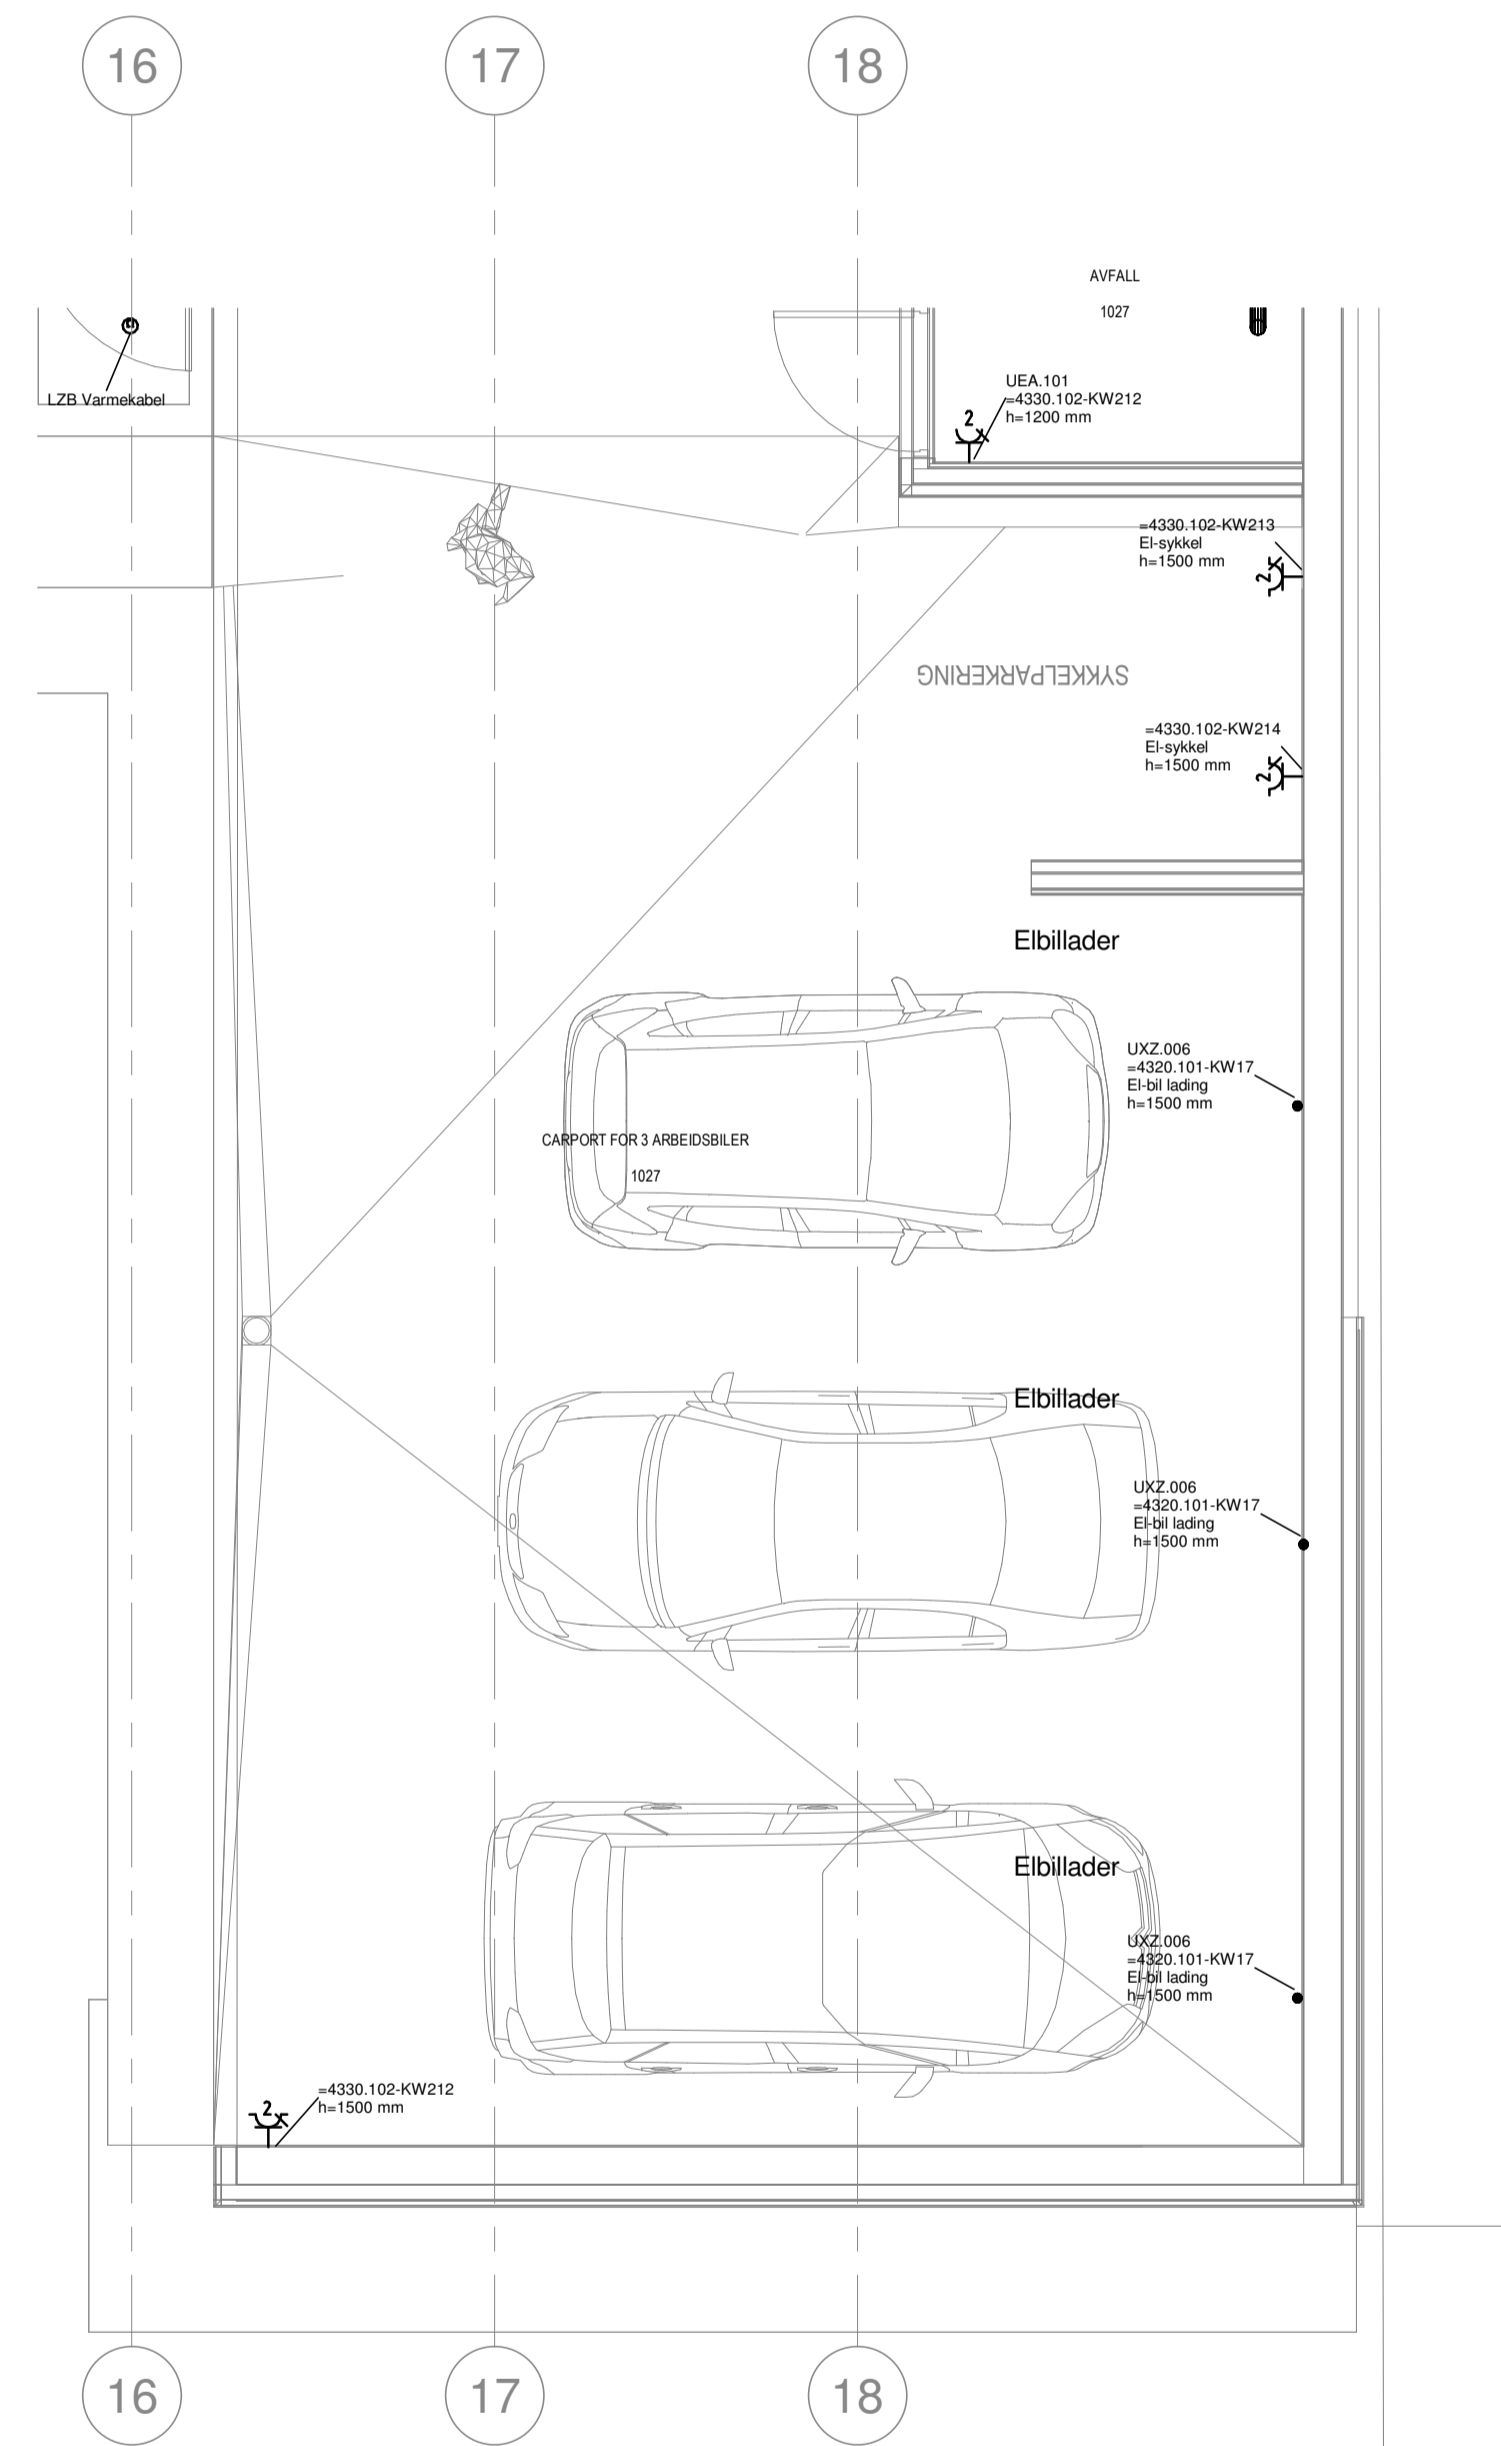 16
17
18
AVFALL
1027
LZB Varmekabel
UEA.101
=4330.102-KW212
h=1200 mm
2
=4330.102-KW213
El-sykkel
h=1500 mm
2
SYKKELPARKERING
=4330.102-KW214
El-sykkel
h=1500 mm
2
Elbillader
UXZ.006
=4320.101-KW17
El-bil lading
h=1500 mm
CARPORT FOR 3 ARBEIDSBILER
1027
Elbillader
UXZ.006
=4320.101-KW17
El-bil lading
h=1500 mm
Elbillader
UXZ.006
=4320.101-KW17
El-bil lading
h=1500 mm
=4330.102-KW212
h=1500 mm
2
16
17
18